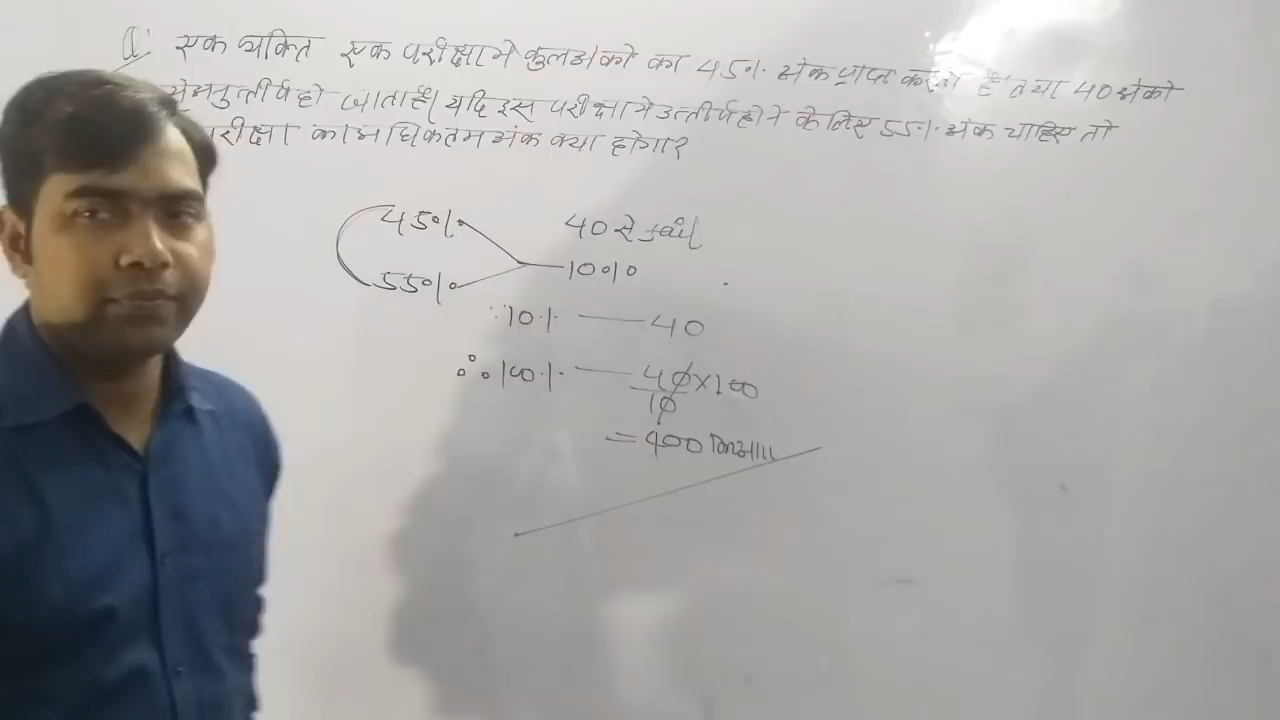 Q: एक व्यक्ति एक परीक्षा मे कुल अंको का 45% अंक प्राप्त करता है तथा 40 अंको
से अनुत्तीर्ण हो जाता है। यदि इस परीक्षा मे उत्तीर्ण होने के लिए 55% अंक चाहिए तो
परीक्षा का अधिकतम अंक क्या होगा?
45% 40 से fail
55% 10%
∵ 10% — 40
∴ 100% — 40×100
10
= 400